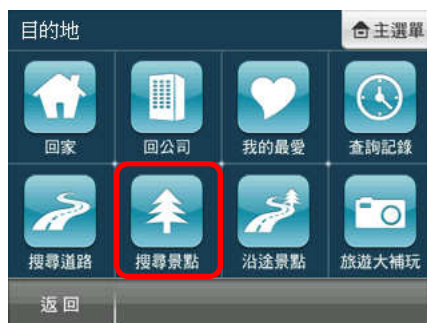 目的地
主選單
回家
回公司
我的最愛
查詢記錄
搜尋道路
搜尋景點
沿途景點
旅遊大補玩
返回